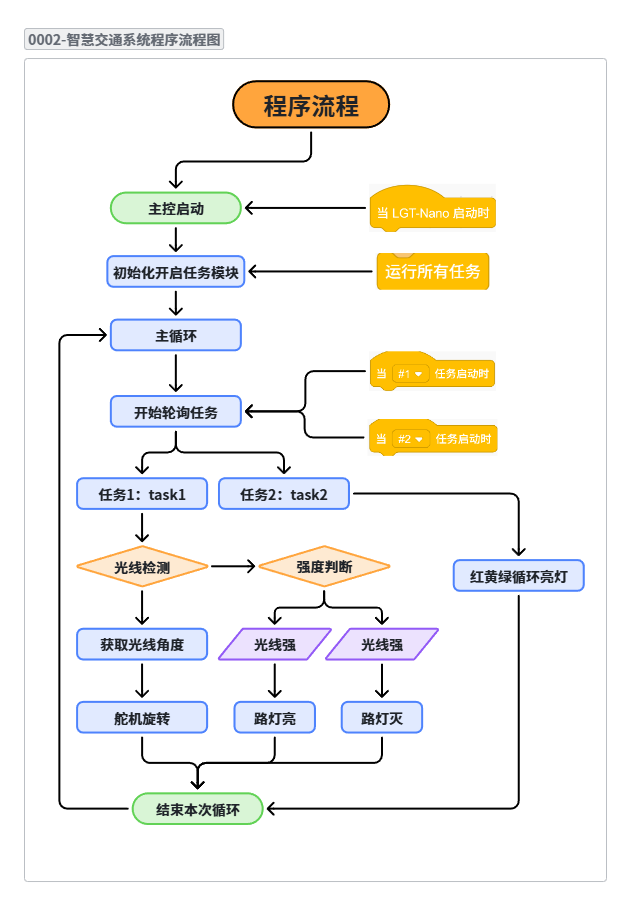 0002-智慧交通系统程序流程图
程序流程
主控启动
当 LGT-Nano 启动时
初始化开启任务模块
运行所有任务
主循环
当 #1 任务启动时
开始轮询任务
当 #2 任务启动时
任务1：task1
任务2：task2
光线检测
强度判断
红黄绿循环亮灯
获取光线角度
光线强
光线强
舵机旋转
路灯亮
路灯灭
结束本次循环